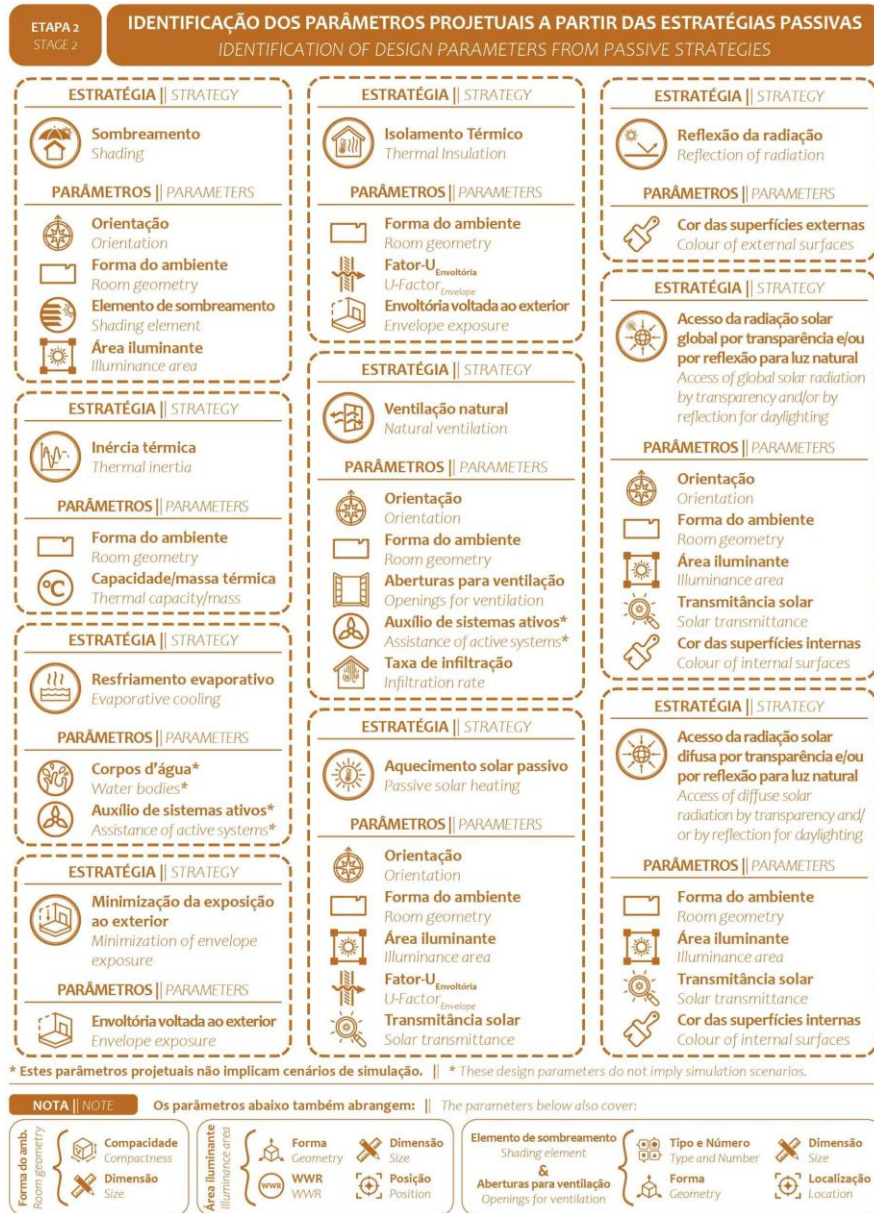 ETAPA 2
STAGE 2
IDENTIFICAÇÃO DOS PARÂMETROS PROJETUAIS A PARTIR DAS ESTRATÉGIAS PASSIVAS
IDENTIFICATION OF DESIGN PARAMETERS FROM PASSIVE STRATEGIES
ESTRATÉGIA || STRATEGY
Sombreamento
Shading
PARÂMETROS || PARAMETERS
Orientação
Orientation
Forma do ambiente
Room geometry
Elemento de sombreamento
Shading element
Área iluminante
Illuminance area
ESTRATÉGIA || STRATEGY
Inércia térmica
Thermal inertia
PARÂMETROS || PARAMETERS
Forma do ambiente
Room geometry
°C
Capacidade/massa térmica
Thermal capacity/mass
ESTRATÉGIA || STRATEGY
Resfriamento evaporativo
Evaporative cooling
PARÂMETROS || PARAMETERS
Corpos d'água*
Water bodies*
Auxílio de sistemas ativos*
Assistance of active systems*
ESTRATÉGIA || STRATEGY
Minimização da exposição
ao exterior
Minimization of envelope
exposure
PARÂMETROS || PARAMETERS
Envoltória voltada ao exterior
Envelope exposure
ESTRATÉGIA || STRATEGY
Isolamento Térmico
Thermal Insulation
PARÂMETROS || PARAMETERS
Forma do ambiente
Room geometry
Fator-U Envoltória
U-Factor Envelope
Envoltória voltada ao exterior
Envelope exposure
ESTRATÉGIA || STRATEGY
Ventilação natural
Natural ventilation
PARÂMETROS || PARAMETERS
Orientação
Orientation
Forma do ambiente
Room geometry
Aberturas para ventilação
Openings for ventilation
Auxílio de sistemas ativos*
Assistance of active systems*
Taxa de infiltração
Infiltration rate
ESTRATÉGIA || STRATEGY
Aquecimento solar passivo
Passive solar heating
PARÂMETROS || PARAMETERS
Orientação
Orientation
Forma do ambiente
Room geometry
Área iluminante
Illuminance area
Fator-U Envoltória
U-Factor Envelope
Transmitância solar
Solar transmittance
ESTRATÉGIA || STRATEGY
Reflexão da radiação
Reflection of radiation
PARÂMETROS || PARAMETERS
Cor das superfícies externas
Colour of external surfaces
ESTRATÉGIA || STRATEGY
Acesso da radiação solar
global por transparência e/ou
por reflexão para luz natural
Access of global solar radiation
by transparency and/or by
reflection for daylighting
PARÂMETROS || PARAMETERS
Orientação
Orientation
Forma do ambiente
Room geometry
Área iluminante
Illuminance area
Transmitância solar
Solar transmittance
Cor das superfícies internas
Colour of internal surfaces
ESTRATÉGIA || STRATEGY
Acesso da radiação solar
difusa por transparência e/ou
por reflexão para luz natural
Access of diffuse solar
radiation by transparency and/
or by reflection for daylighting
PARÂMETROS || PARAMETERS
Forma do ambiente
Room geometry
Área iluminante
Illuminance area
Transmitância solar
Solar transmittance
Cor das superfícies internas
Colour of internal surfaces
* Estes parâmetros projetuais não implicam cenários de simulação. || * These design parameters do not imply simulation scenarios.
NOTA || NOTE
Os parâmetros abaixo também abrangem: || The parameters below also cover:
Forma do amb.
Room geometry
Compacidade
Compactness
Dimensão
Size
Área iluminante
Illuminance area
Forma
Geometry
WWR
WWR
WWR
Dimensão
Size
Posição
Position
Elemento de sombreamento
Shading element
&
Aberturas para ventilação
Openings for ventilation
Tipo e Número
Type and Number
Forma
Geometry
Dimensão
Size
Localização
Location